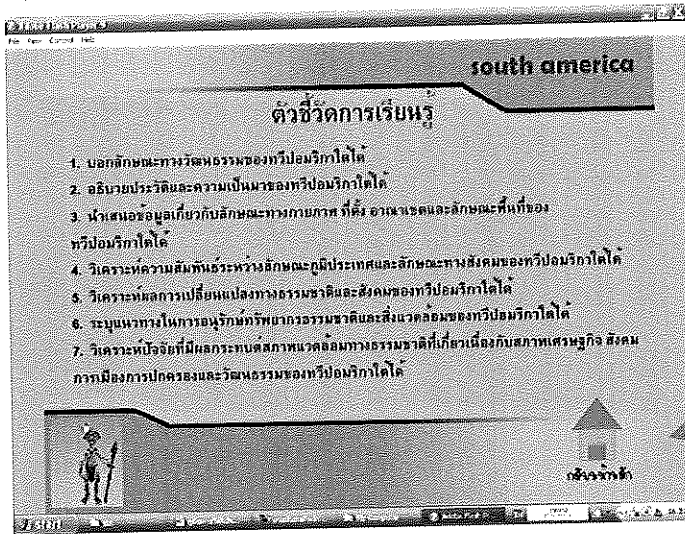 File View Control Help
south america
ตัวชี้วัดการเรียนรู้
1. บอกลักษณะทางวัฒนธรรมของทวีปอมริกาใต้ได้
2. อธิบายประวัติและความเป็นมาของทวีปอมริกาใต้ได้
3. นำเสนอข้อมูลเกี่ยวกับลักษณะทางกายภาพ ที่ตั้ง อาณาเขตและลักษณะพื้นที่ของ
ทวีปอมริกาใต้ได้
4. วิเคราะห์ความสัมพันธ์ระหว่างลักษณะภูมิประเทศและลักษณะทางสังคมของทวีปอมริกาใต้ได้
5. วิเคราะห์ผลการเปลี่ยนแปลงทางธรรมชาติและสังคมของทวีปอมริกาใต้ได้
6. ระบุแนวทางในการอนุรักษ์ทรัพยากรธรรมชาติและสิ่งแวดล้อมของทวีปอมริกาใต้ได้
7. วิเคราะห์ปัจจัยที่มีผลกระทบต่สภาพแวดล้อมทางธรรมชาติที่เกี่ยวเนื่องกับสภาพเศรษฐกิจ สังคม
การเมืองการปกครองและวัฒนธรรมของทวีปอมริกาใต้ได้
กลับหน้าหลัก